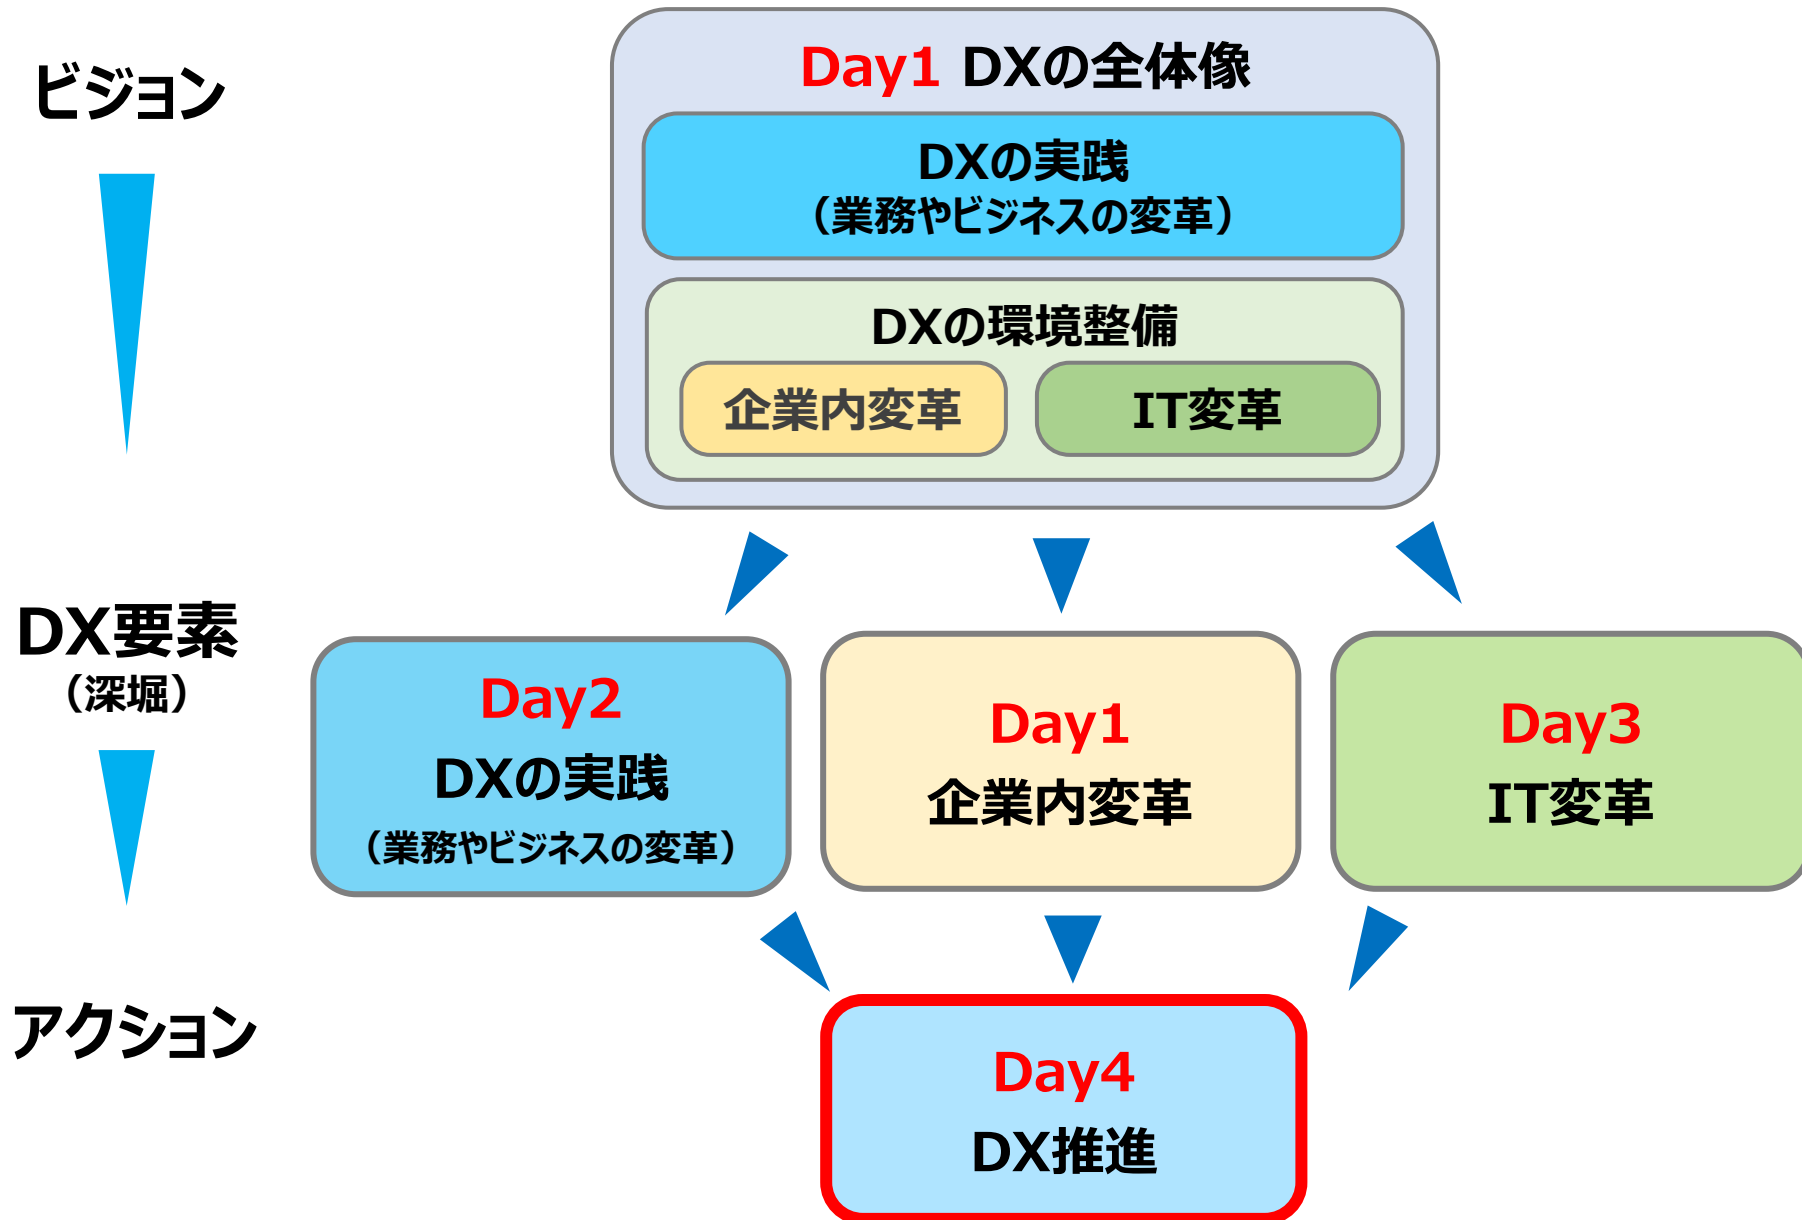 ビジョン
Day1 DXの全体像
DXの実践
（業務やビジネスの変革）
DXの環境整備
企業内変革
IT変革
DX要素
（深堀）
Day2
DXの実践
（業務やビジネスの変革）
Day1
企業内変革
Day3
IT変革
アクション
Day4
DX推進